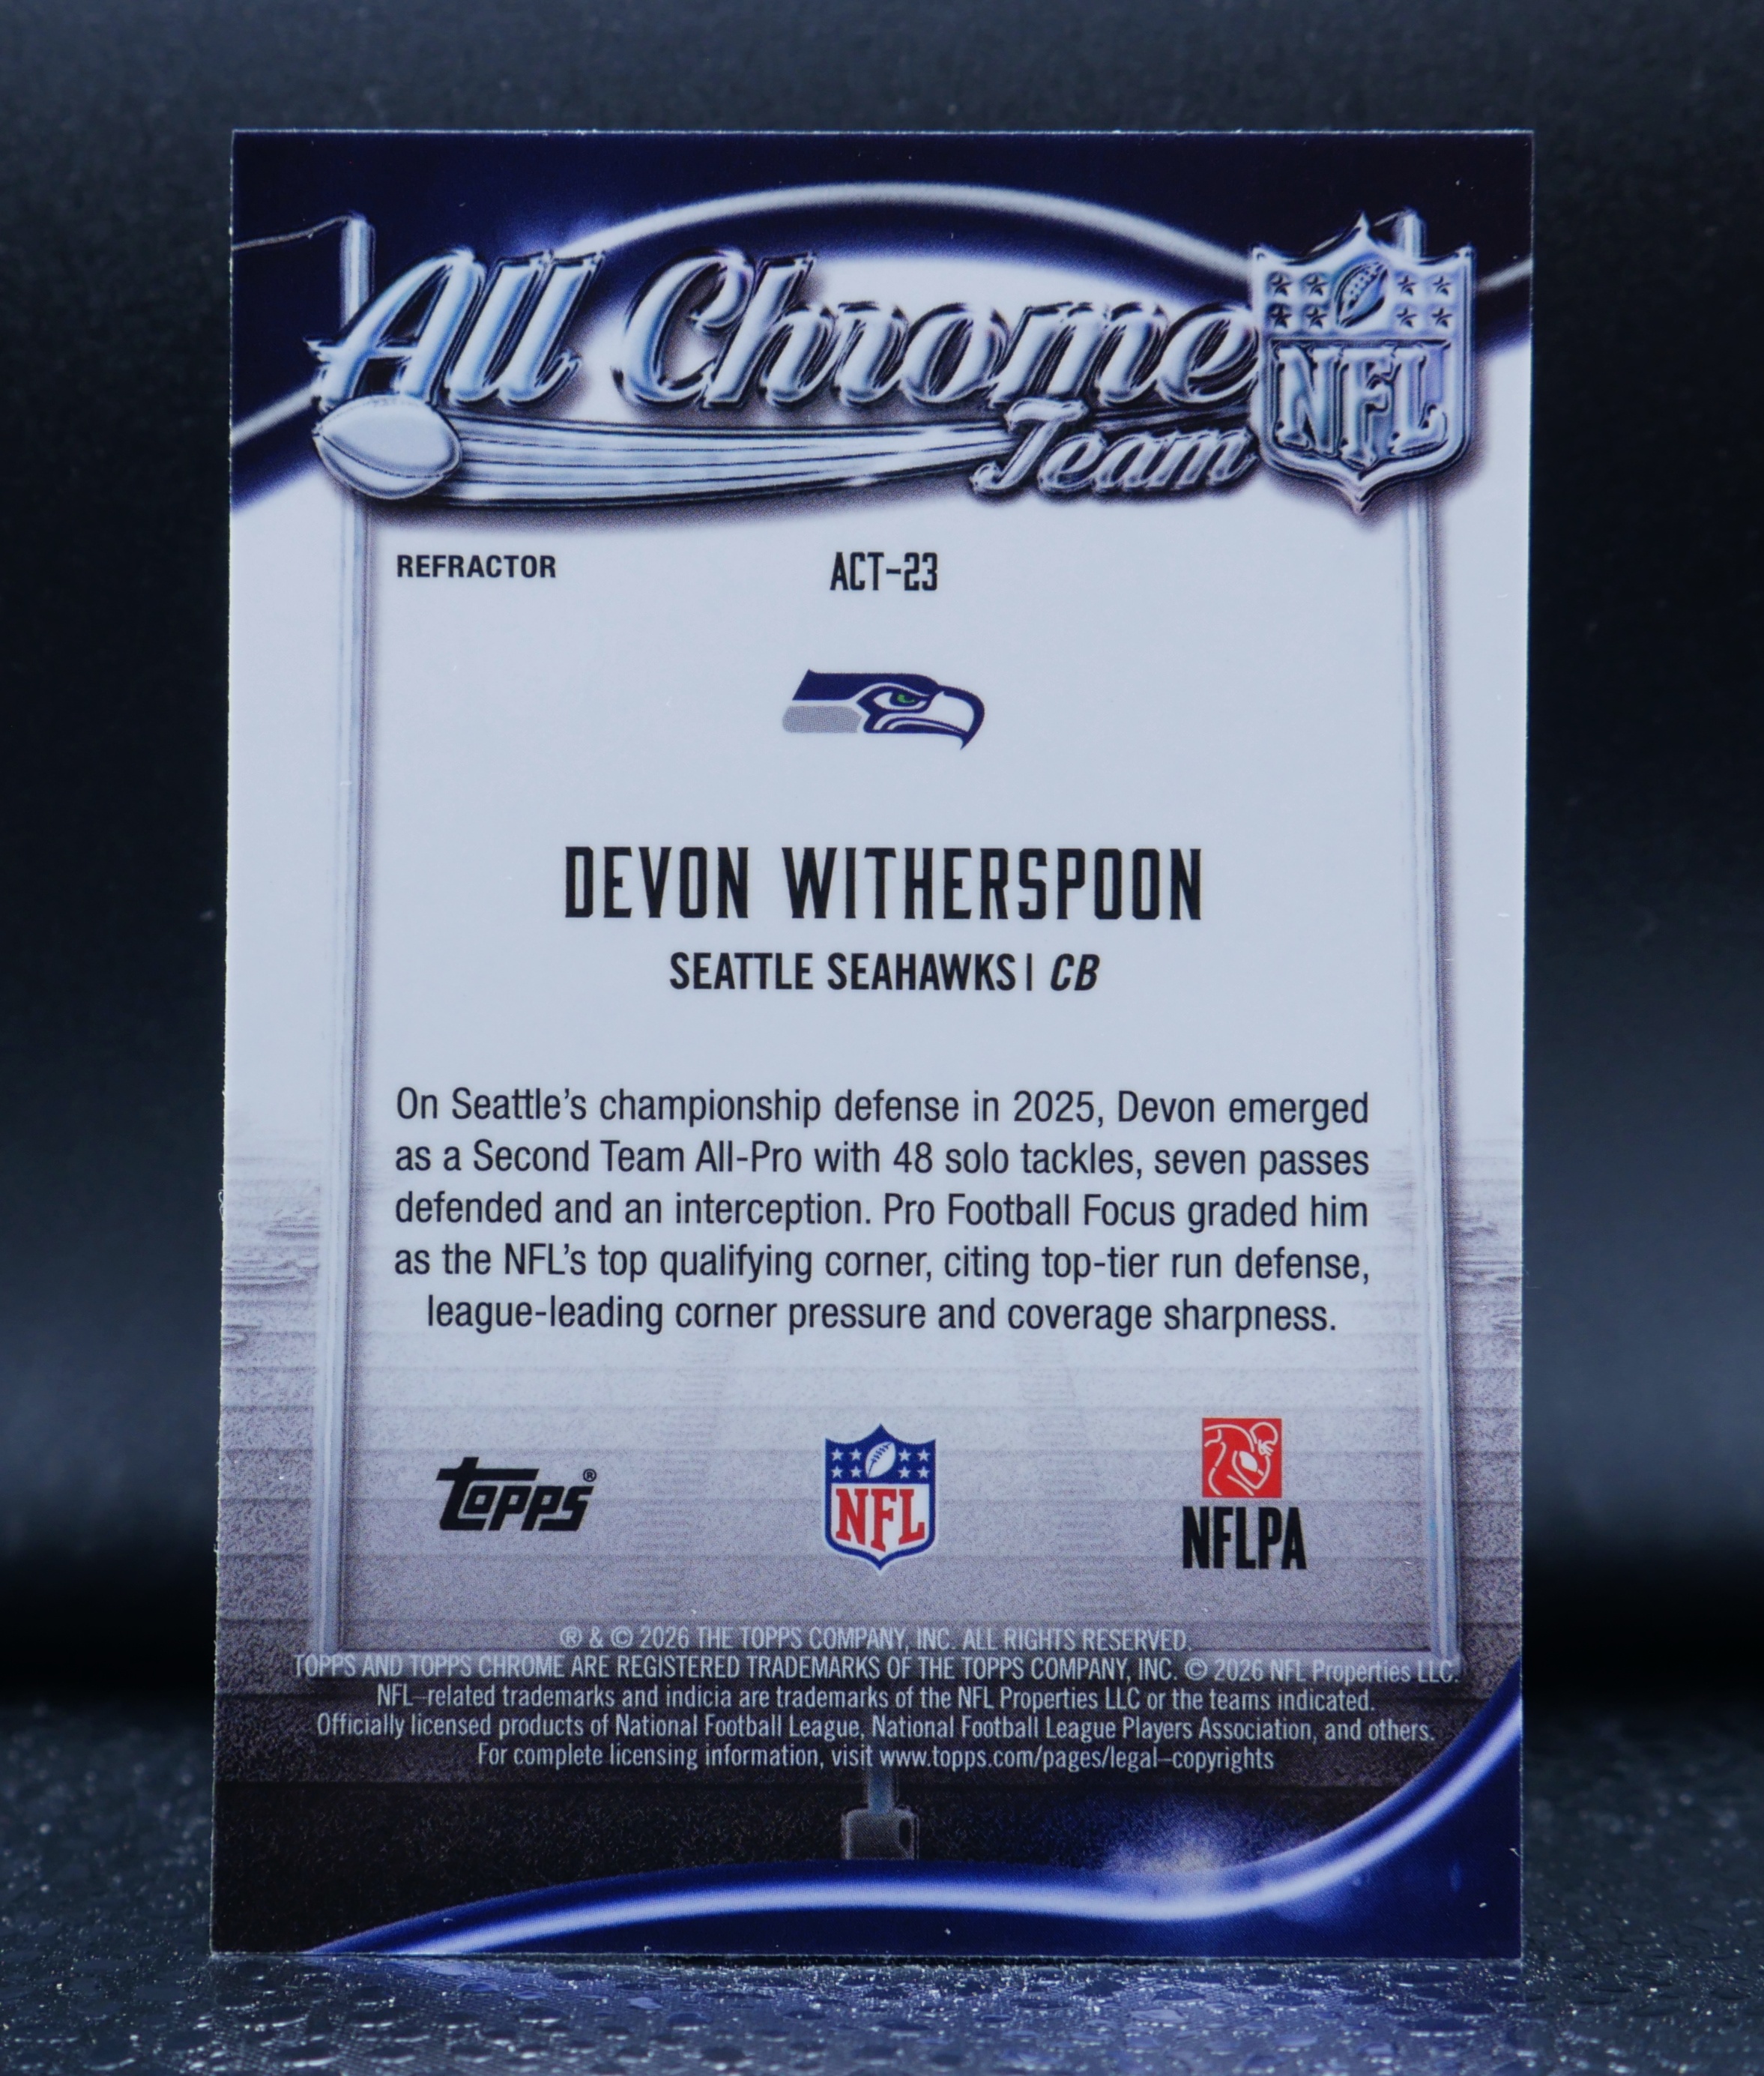 All Chrome
Team
NFL
REFRACTOR
ACT-23
DEVON WITHERSPOON
SEATTLE SEAHAWKS| CB
On Seattle's championship defense in 2025, Devon emerged
as a Second Team All-Pro with 48 solo tackles, seven passes
defended and an interception. Pro Football Focus graded him
as the NFL's top qualifying corner, citing top-tier run defense,
league-leading corner pressure and coverage sharpness.
Topps®
NFL
NFLPA
® & © 2026 THE TOPPS COMPANY, INC. ALL RIGHTS RESERVED.
TOPPS AND TOPPS CHROME ARE REGISTERED TRADEMARKS OF THE TOPPS COMPANY, INC. © 2026 NFL Properties LLC.
NFL-related trademarks and indicia are trademarks of the NFL Properties LLC or the teams indicated.
Officially licensed products of National Football League, National Football League Players Association, and others.
For complete licensing information, visit www.topps.com/pages/legal-copyrights